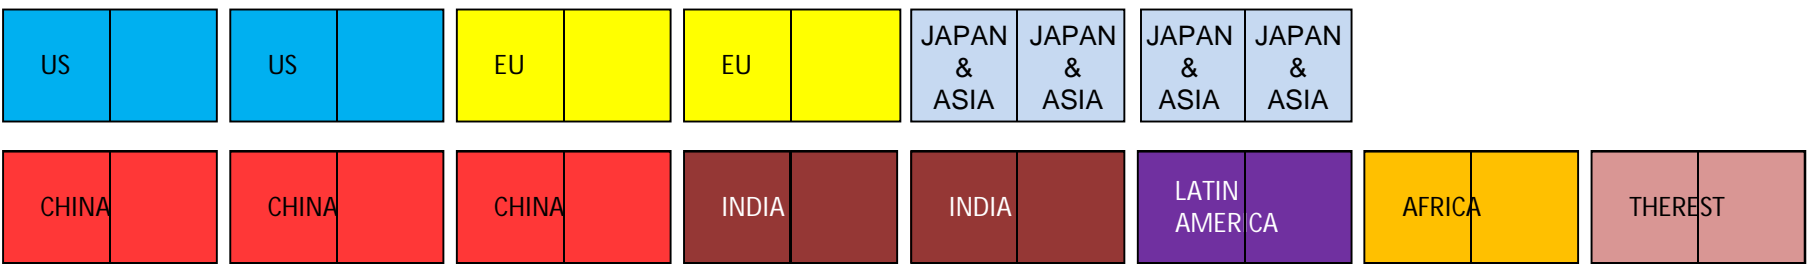 US
US
EU
EU
JAPAN
&
ASIA
JAPAN
&
ASIA
JAPAN
&
ASIA
JAPAN
&
ASIA
CHINA
CHINA
CHINA
INDIA
INDIA
LATIN
AMERICA
AFRICA
THEREST